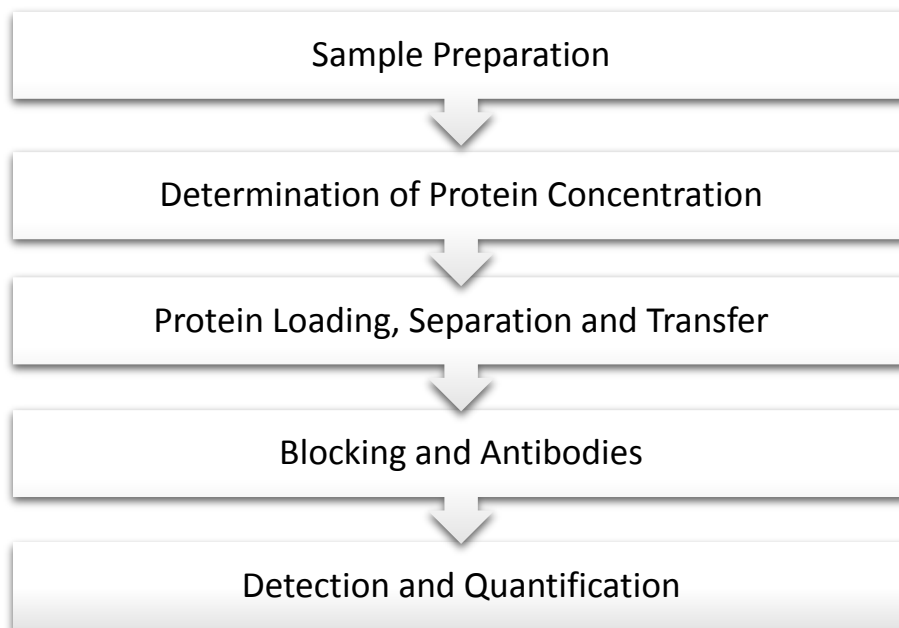 Sample Preparation
Determination of Protein Concentration
Protein Loading, Separation and Transfer
Blocking and Antibodies
Detection and Quantification